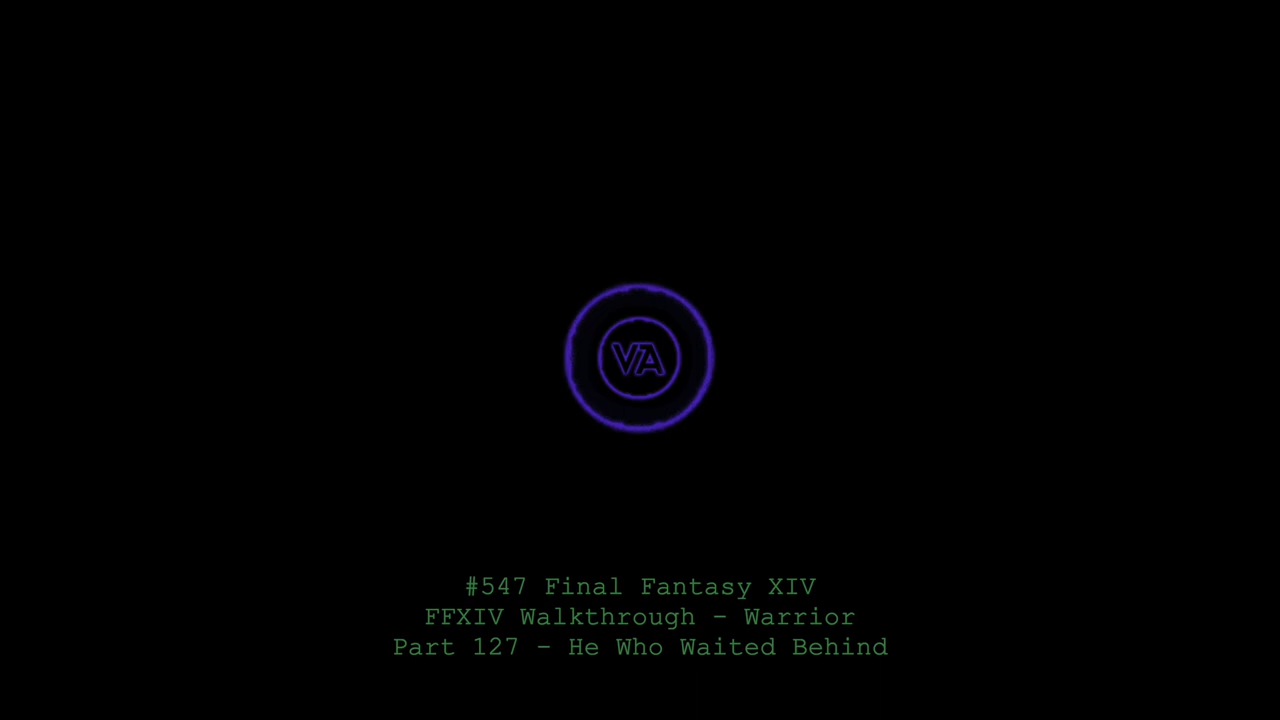 VA
#547 Final Fantasy XIV
FFXIV Walkthrough - Warrior
Part 127 - He Who Waited Behind